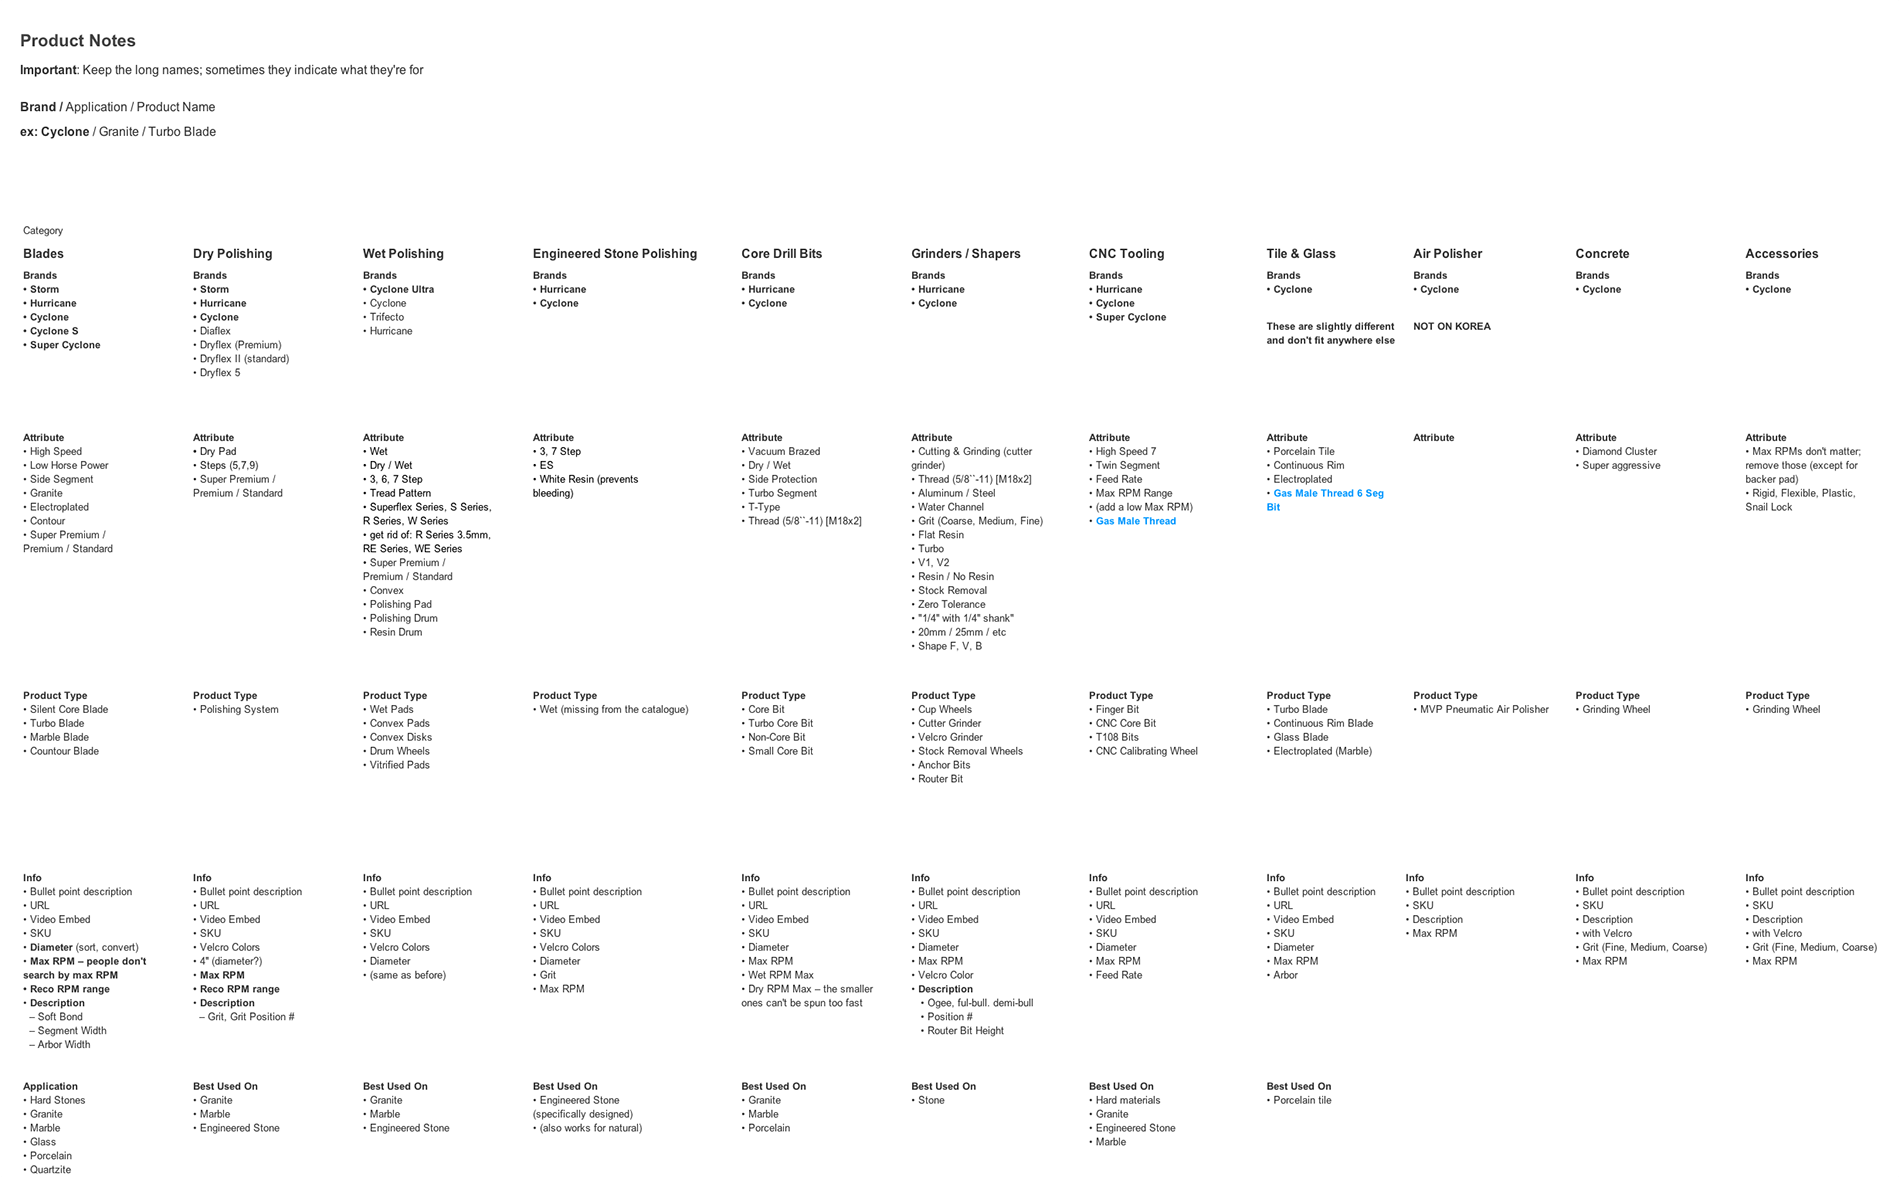 Product Notes
Important: Keep the long names; sometimes they indicate what they're for
Brand / Application / Product Name
ex: Cyclone / Granite / Turbo Blade
Category
Blades
Brands
• Storm
• Hurricane
• Cyclone
• Cyclone S
• Super Cyclone
Attribute
• High Speed
• Low Horse Power
• Side Segment
• Granite
• Electroplated
• Contour
• Super Premium /
Premium / Standard
Product Type
• Silent Core Blade
• Turbo Blade
• Marble Blade
• Countour Blade
Info
• Bullet point description
• URL
• Video Embed
• SKU
• Diameter (sort, convert)
• Max RPM – people don't
search by max RPM
• Reco RPM range
• Description
– Soft Bond
– Segment Width
– Arbor Width
Application
• Hard Stones
• Granite
• Marble
• Glass
• Porcelain
• Quartzite
Dry Polishing
Brands
• Storm
• Hurricane
• Cyclone
• Diaflex
• Dryflex (Premium)
• Dryflex II (standard)
• Dryflex 5
Attribute
• Dry Pad
• Steps (5,7,9)
• Super Premium /
Premium / Standard
Product Type
• Polishing System
Info
• Bullet point description
• URL
• Video Embed
• SKU
• Velcro Colors
• 4" (diameter?)
• Max RPM
• Reco RPM range
• Description
– Grit, Grit Position #
Best Used On
• Granite
• Marble
• Engineered Stone
Wet Polishing
Brands
• Cyclone Ultra
• Cyclone
• Trifecto
• Hurricane
Attribute
• Wet
• Dry / Wet
• 3, 6, 7 Step
• Tread Pattern
• Superflex Series, S Series,
R Series, W Series
• get rid of: R Series 3.5mm,
RE Series, WE Series
• Super Premium /
Premium / Standard
• Convex
• Polishing Pad
• Polishing Drum
• Resin Drum
Product Type
• Wet Pads
• Convex Pads
• Convex Disks
• Drum Wheels
• Vitrified Pads
Info
• Bullet point description
• URL
• Video Embed
• SKU
• Velcro Colors
• Diameter
• (same as before)
Best Used On
• Granite
• Marble
• Engineered Stone
Engineered Stone Polishing
Brands
• Hurricane
• Cyclone
Attribute
• 3, 7 Step
• ES
• White Resin (prevents
bleeding)
Product Type
• Wet (missing from the catalogue)
Info
• Bullet point description
• URL
• Video Embed
• SKU
• Velcro Colors
• Diameter
• Grit
• Max RPM
Best Used On
• Engineered Stone
(specifically designed)
• (also works for natural)
Core Drill Bits
Brands
• Hurricane
• Cyclone
Attribute
• Vacuum Brazed
• Dry / Wet
• Side Protection
• Turbo Segment
• T-Type
• Thread (5/8``-11) [M18x2]
Product Type
• Core Bit
• Turbo Core Bit
• Non-Core Bit
• Small Core Bit
Info
• Bullet point description
• URL
• Video Embed
• SKU
• Diameter
• Max RPM
• Wet RPM Max
• Dry RPM Max – the smaller
ones can't be spun too fast
Best Used On
• Granite
• Marble
• Porcelain
Grinders / Shapers
Brands
• Hurricane
• Cyclone
Attribute
• Cutting & Grinding (cutter
grinder)
• Thread (5/8``-11) [M18x2]
• Aluminum / Steel
• Water Channel
• Grit (Coarse, Medium, Fine)
• Flat Resin
• Turbo
• V1, V2
• Resin / No Resin
• Stock Removal
• Zero Tolerance
• "1/4" with 1/4" shank"
• 20mm / 25mm / etc
• Shape F, V, B
Product Type
• Cup Wheels
• Cutter Grinder
• Velcro Grinder
• Stock Removal Wheels
• Anchor Bits
• Router Bit
Info
• Bullet point description
• URL
• Video Embed
• SKU
• Diameter
• Max RPM
• Velcro Color
• Description
• Ogee, ful-bull. demi-bull
• Position #
• Router Bit Height
Best Used On
• Stone
CNC Tooling
Brands
• Hurricane
• Cyclone
• Super Cyclone
Attribute
• High Speed 7
• Twin Segment
• Feed Rate
• Max RPM Range
• (add a low Max RPM)
• Gas Male Thread
Product Type
• Finger Bit
• CNC Core Bit
• T108 Bits
• CNC Calibrating Wheel
Info
• Bullet point description
• URL
• Video Embed
• SKU
• Diameter
• Max RPM
• Feed Rate
Best Used On
• Hard materials
• Granite
• Engineered Stone
• Marble
Tile & Glass
Brands
• Cyclone
These are slightly different
and don't fit anywhere else
Attribute
• Porcelain Tile
• Continuous Rim
• Electroplated
• Gas Male Thread 6 Seg
Bit
Product Type
• Turbo Blade
• Continuous Rim Blade
• Glass Blade
• Electroplated (Marble)
Info
• Bullet point description
• URL
• Video Embed
• SKU
• Diameter
• Max RPM
• Arbor
Best Used On
• Porcelain tile
Air Polisher
Brands
• Cyclone
NOT ON KOREA
Attribute
Product Type
• MVP Pneumatic Air Polisher
Info
• Bullet point description
• SKU
• Description
• Max RPM
Concrete
Brands
• Cyclone
Attribute
• Diamond Cluster
• Super aggressive
Product Type
• Grinding Wheel
Info
• Bullet point description
• SKU
• Description
• with Velcro
• Grit (Fine, Medium, Coarse)
• Max RPM
Accessories
Brands
• Cyclone
Attribute
• Max RPMs don't matter;
remove those (except for
backer pad)
• Rigid, Flexible, Plastic,
Snail Lock
Product Type
• Grinding Wheel
Info
• Bullet point description
• SKU
• Description
• with Velcro
• Grit (Fine, Medium, Coarse)
• Max RPM